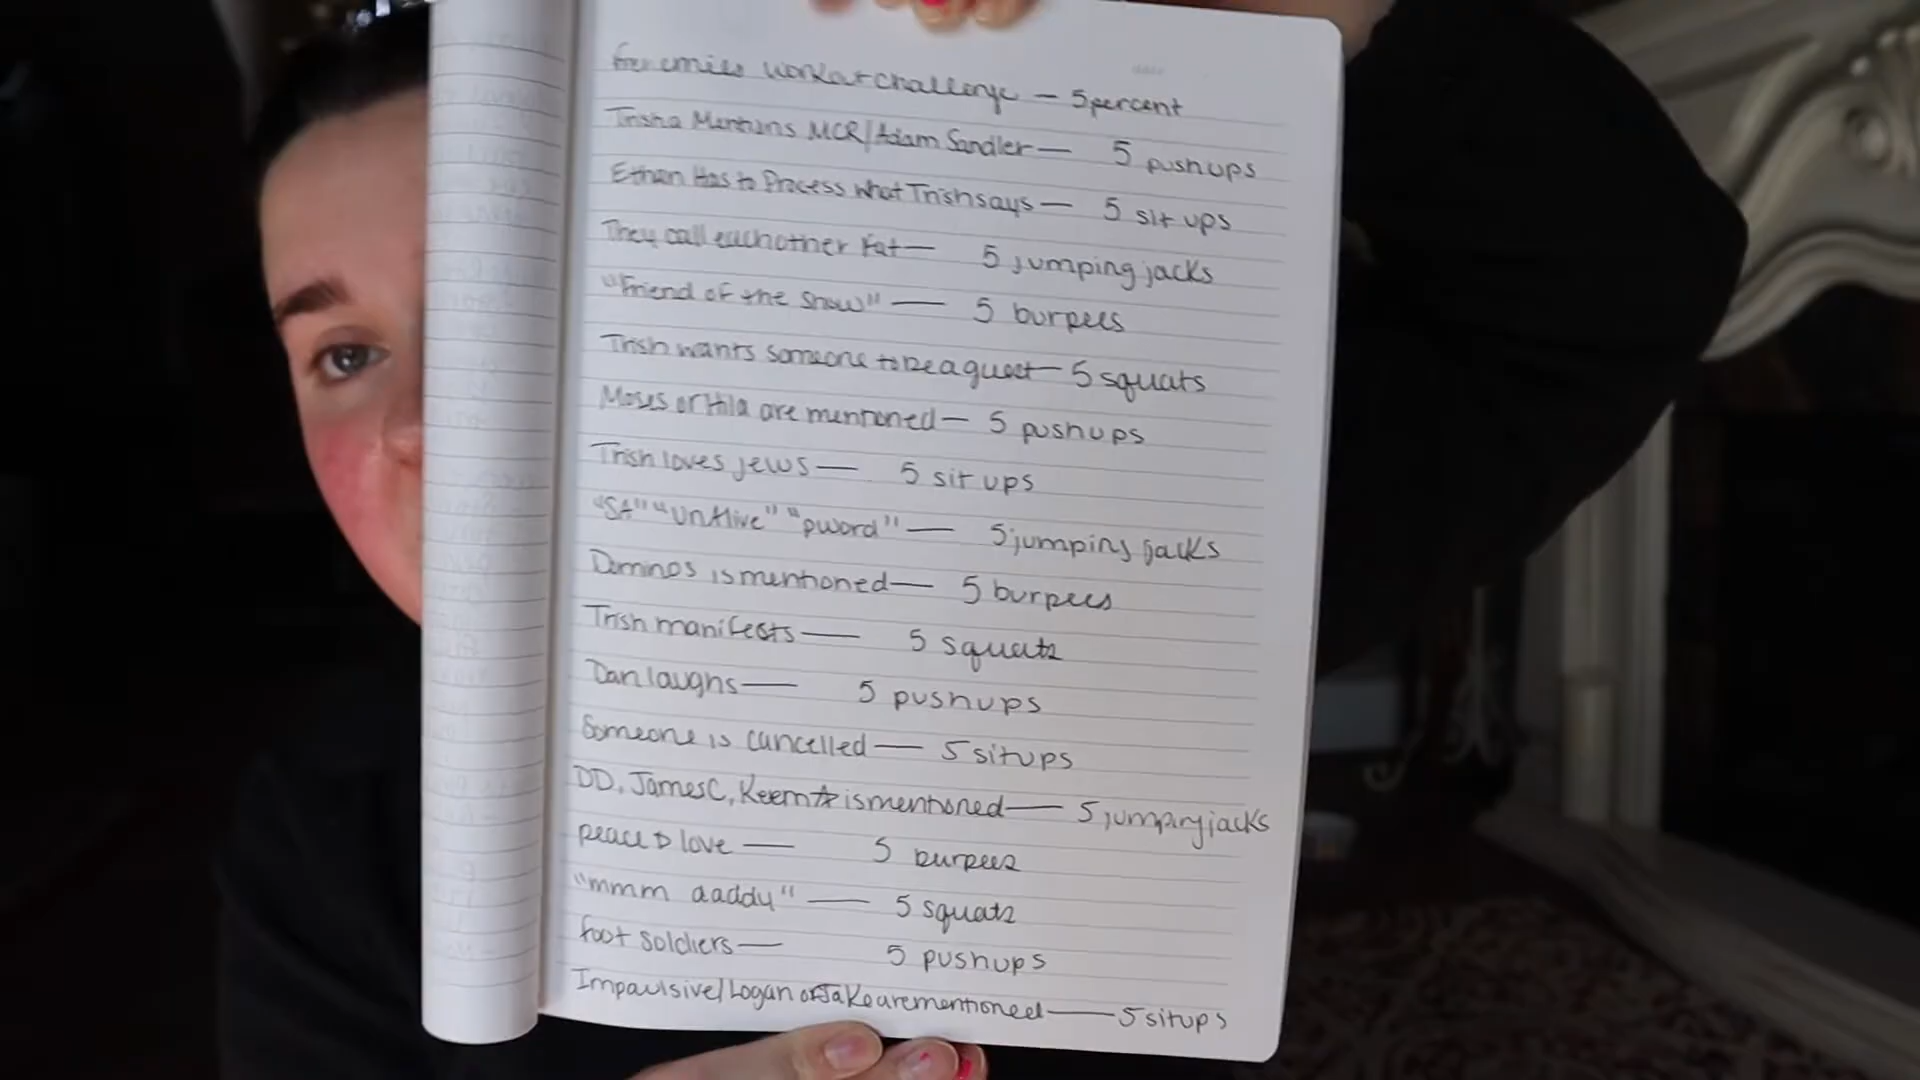 Frenemies workout challenge — 5 percent
Trisha Mentions MCR/Adam Sandler — 5 pushups
Ethan Has to Process what Trish says — 5 sit ups
They call eachother Fat — 5 jumping jacks
"Friend of the show" — 5 burpees
Trish wants someone to be a guest — 5 squats
Moses or Hila are mentioned — 5 pushups
Trish loves jews — 5 sit ups
"SA" "UnAlive" "pword" — 5 jumping jacks
Dominos is mentioned — 5 burpees
Trish manifests — 5 squats
Dan laughs — 5 pushups
Someone is cancelled — 5 situps
DD, James C, Keem☆ is mentioned — 5 jumping jacks
peace & love — 5 burpees
"mmm daddy" — 5 squats
foot soldiers — 5 pushups
Impaulsive/Logan or Jake are mentioned — 5 situps